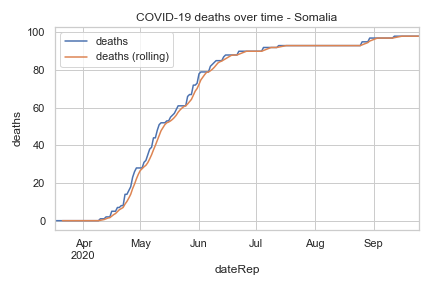 COVID-19 deaths over time - Somalia
deaths
deaths (rolling)
100
80
60
40
20
0
deaths
Apr
2020
May
Jun
Jul
Aug
Sep
dateRep